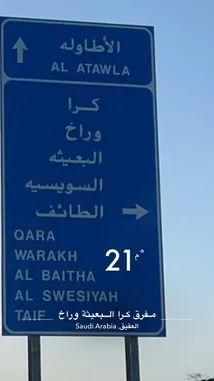 الأطاوله
AL ATAWLA
كرا
وراخ
البعيثه
السويسيه
الطائف
QARA
WARAKH
AL BAITHA
AL SWESIYAH
TAIF
21°م
مفرق كرا البعيثة وراخ
العقيق, Saudi Arabia